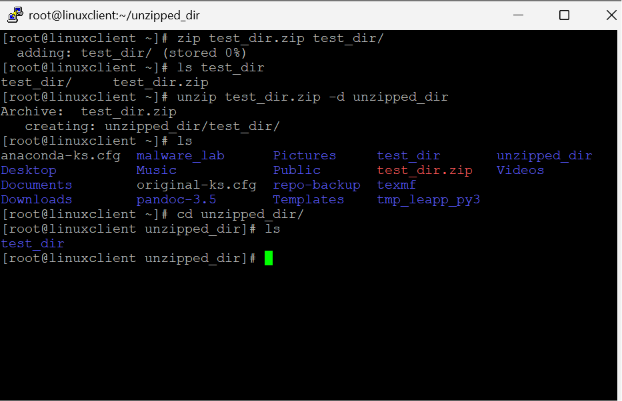 root@linuxclient:~/unzipped_dir
[root@linuxclient ~]# zip test_dir.zip test_dir/
  adding: test_dir/ (stored 0%)
[root@linuxclient ~]# ls test_dir
test_dir/     test_dir.zip
[root@linuxclient ~]# unzip test_dir.zip -d unzipped_dir
Archive:  test_dir.zip
   creating: unzipped_dir/test_dir/
[root@linuxclient ~]# ls
anaconda-ks.cfg  malware_lab      Pictures     test_dir       unzipped_dir
Desktop          Music            Public       test_dir.zip   Videos
Documents        original-ks.cfg  repo-backup  texmf
Downloads        pandoc-3.5       Templates    tmp_leapp_py3
[root@linuxclient ~]# cd unzipped_dir/
[root@linuxclient unzipped_dir]# ls
test_dir
[root@linuxclient unzipped_dir]#